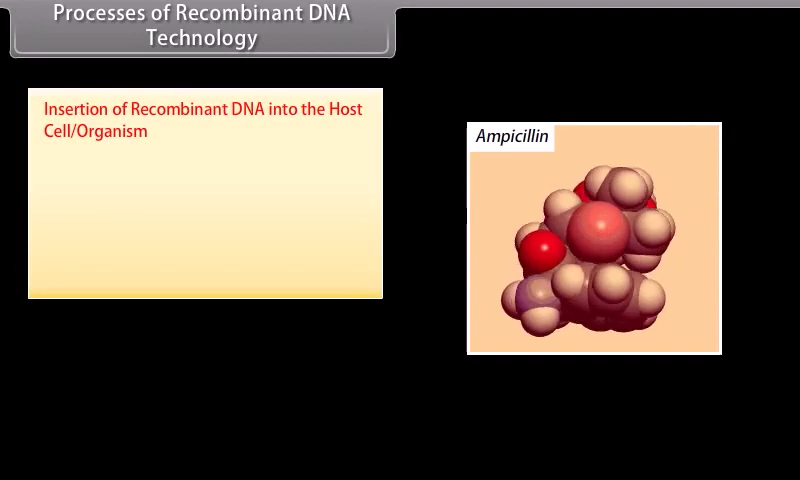 Processes of Recombinant DNA
Technology
Insertion of Recombinant DNA into the Host
Cell/Organism
Ampicillin